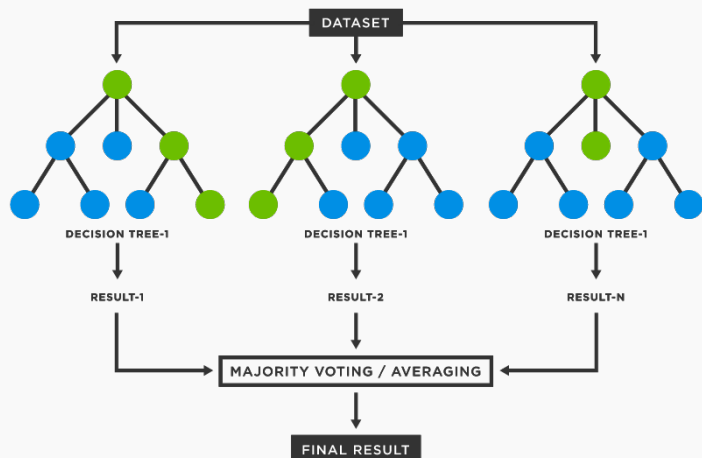 DATASET
DECISION TREE-1
DECISION TREE-1
DECISION TREE-1
RESULT-1
RESULT-2
RESULT-N
MAJORITY VOTING / AVERAGING
FINAL RESULT